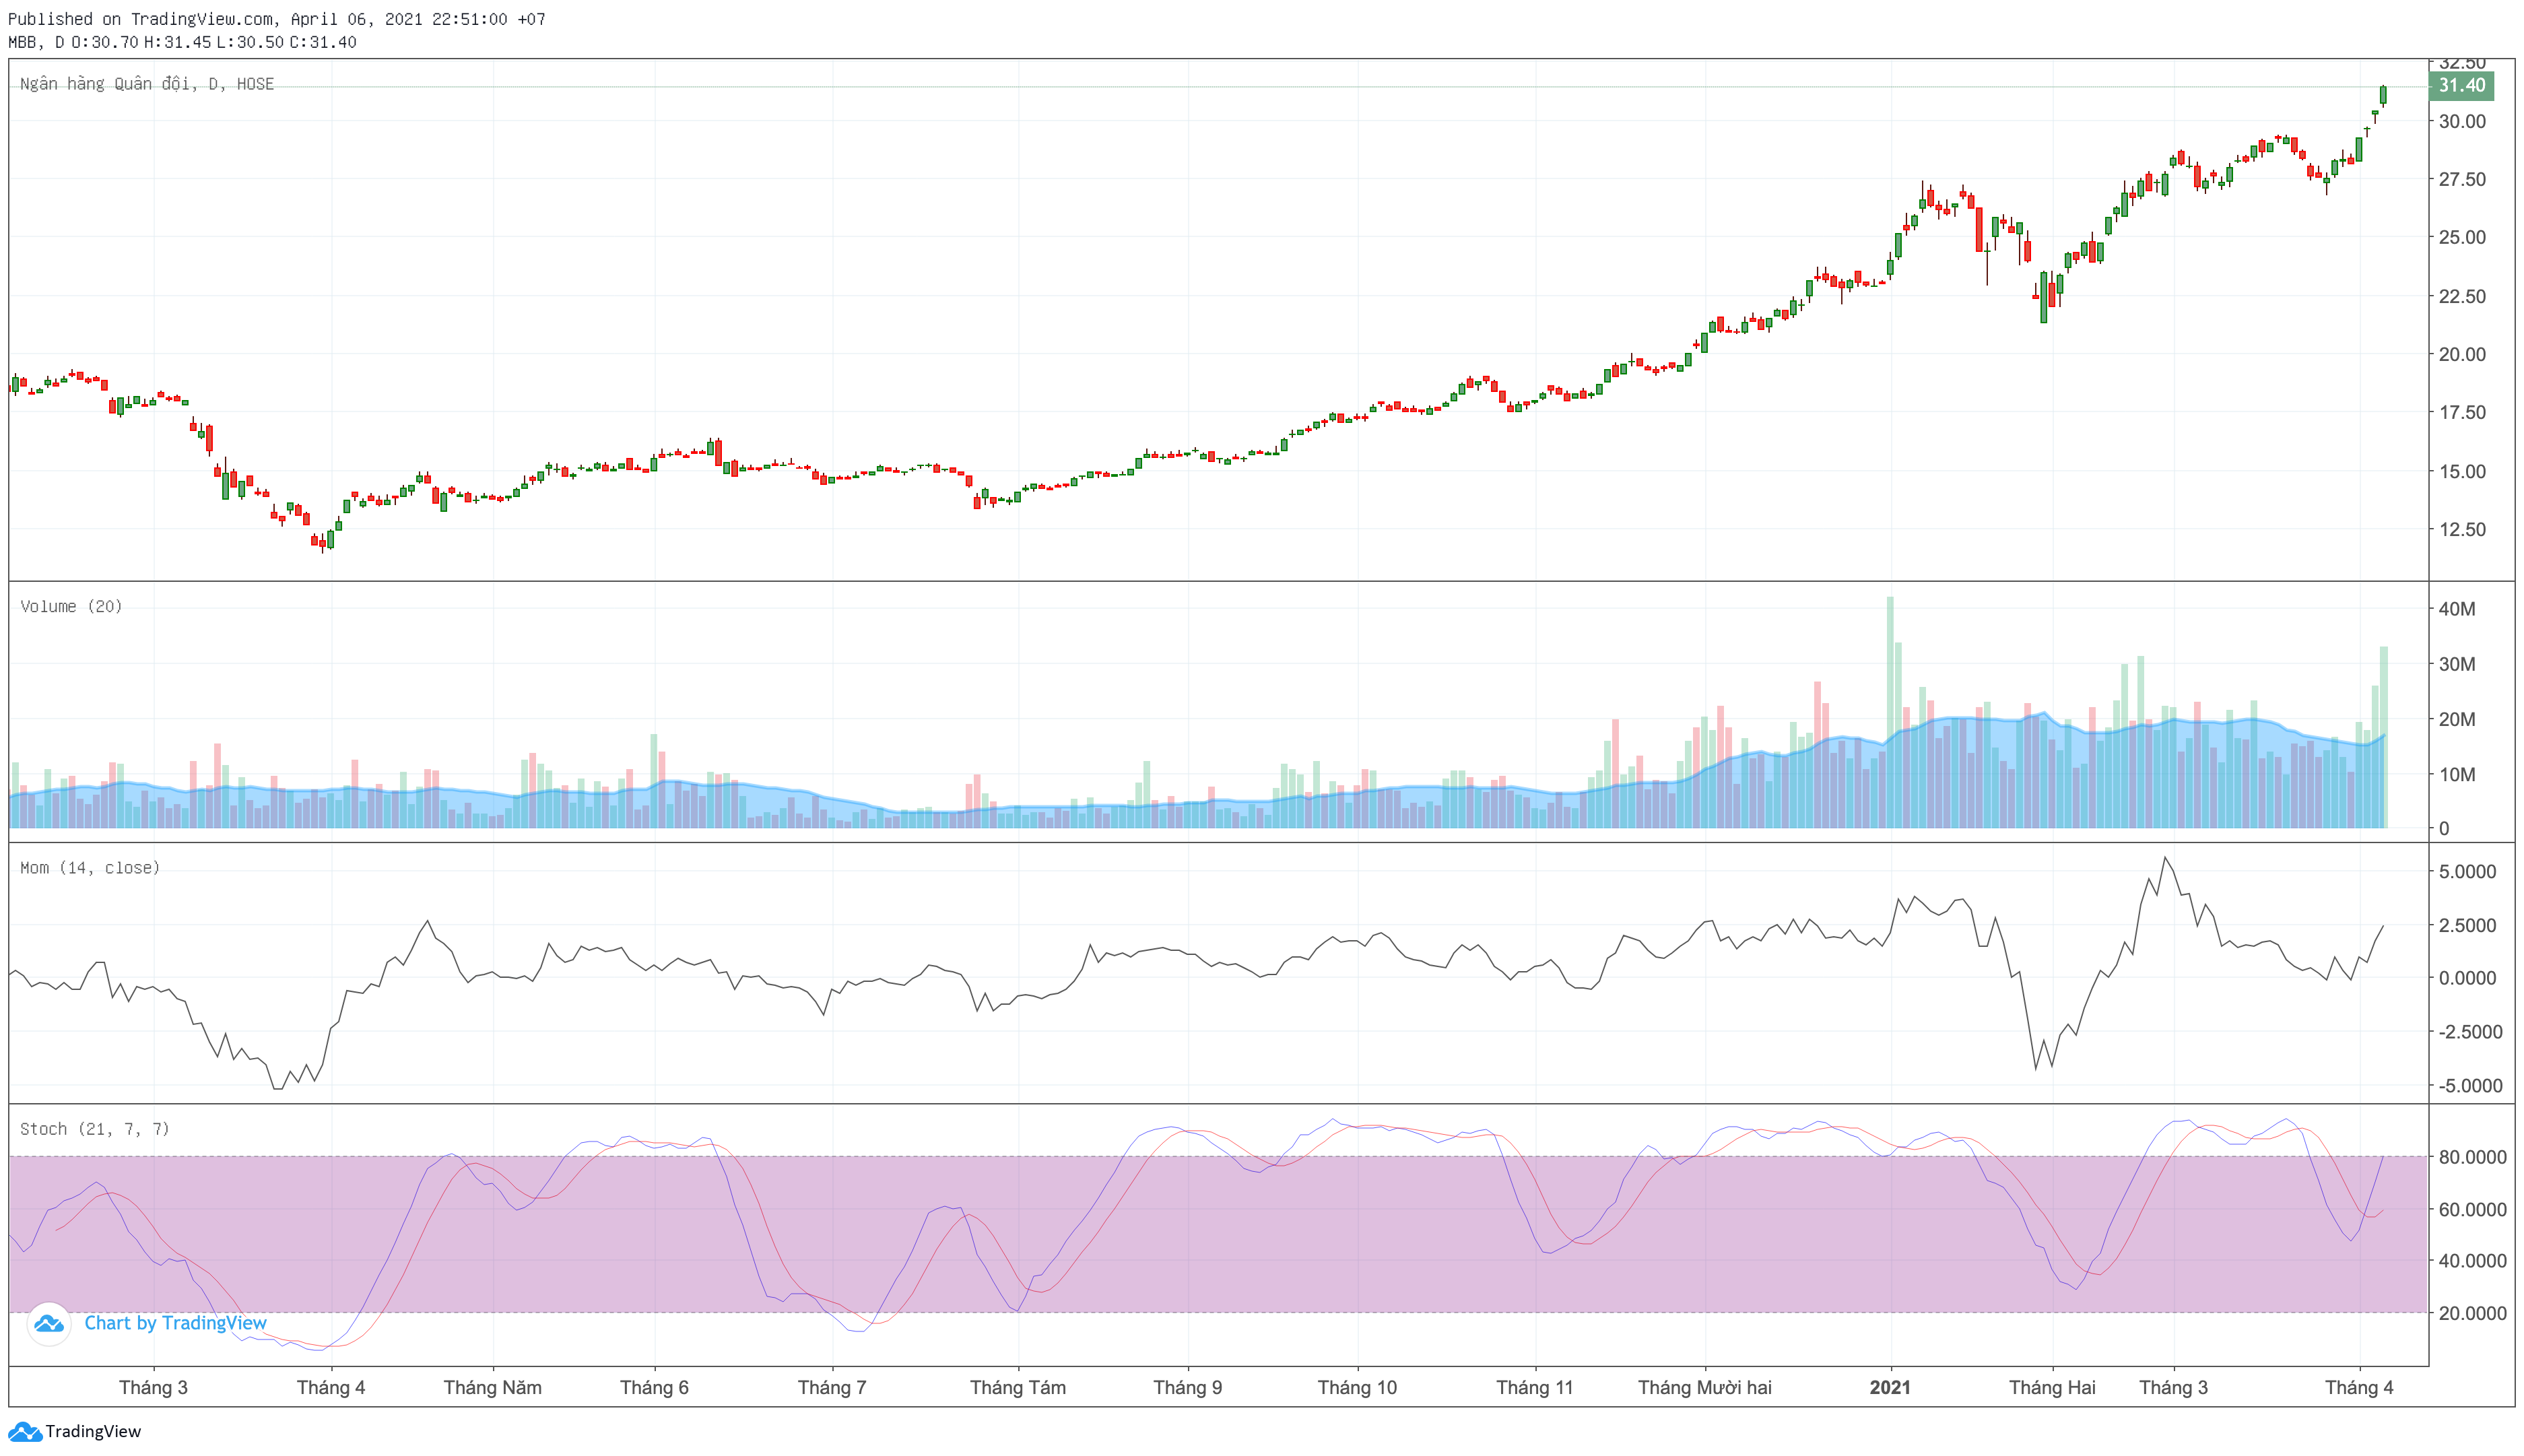 Published on TradingView.com, April 06, 2021 22:51:00 +07
MBB, D O:30.70 H:31.45 L:30.50 C:31.40
Ngân hàng Quân đội, D, HOSE
32.50
31.40
30.00
27.50
25.00
22.50
20.00
17.50
15.00
12.50
Volume (20)
40M
30M
20M
10M
0
Mom (14, close)
5.0000
2.5000
0.0000
-2.5000
-5.0000
Stoch (21, 7, 7)
80.0000
60.0000
40.0000
20.0000
Chart by TradingView
Tháng 3 Tháng 4 Tháng Năm Tháng 6 Tháng 7 Tháng Tám Tháng 9 Tháng 10 Tháng 11 Tháng Mười hai 2021 Tháng Hai Tháng 3 Tháng 4
TradingView